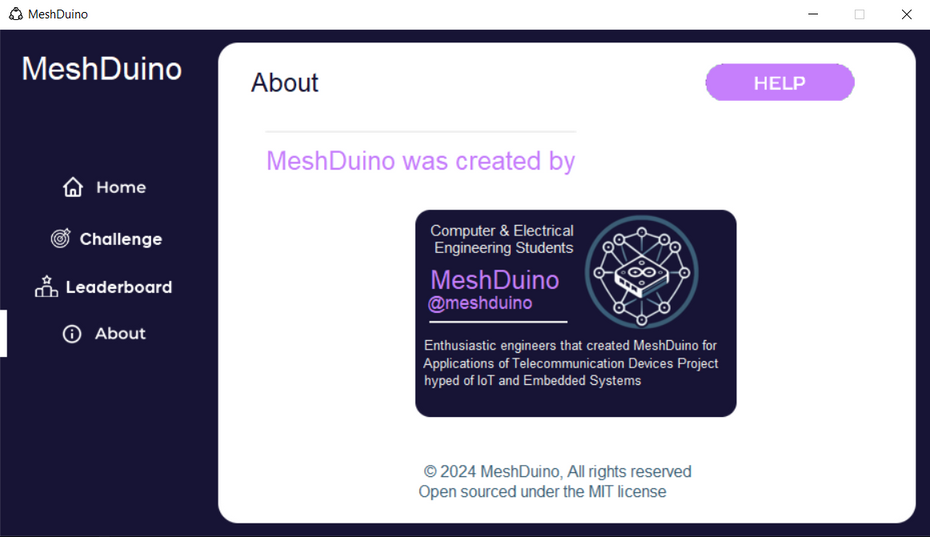 MeshDuino
MeshDuino
About
HELP
Home
Challenge
Leaderboard
About
MeshDuino was created by
Computer & Electrical
Engineering Students
MeshDuino
@meshduino
Enthusiastic engineers that created MeshDuino for
Applications of Telecommunication Devices Project
hyped of IoT and Embedded Systems
© 2024 MeshDuino, All rights reserved
Open sourced under the MIT license